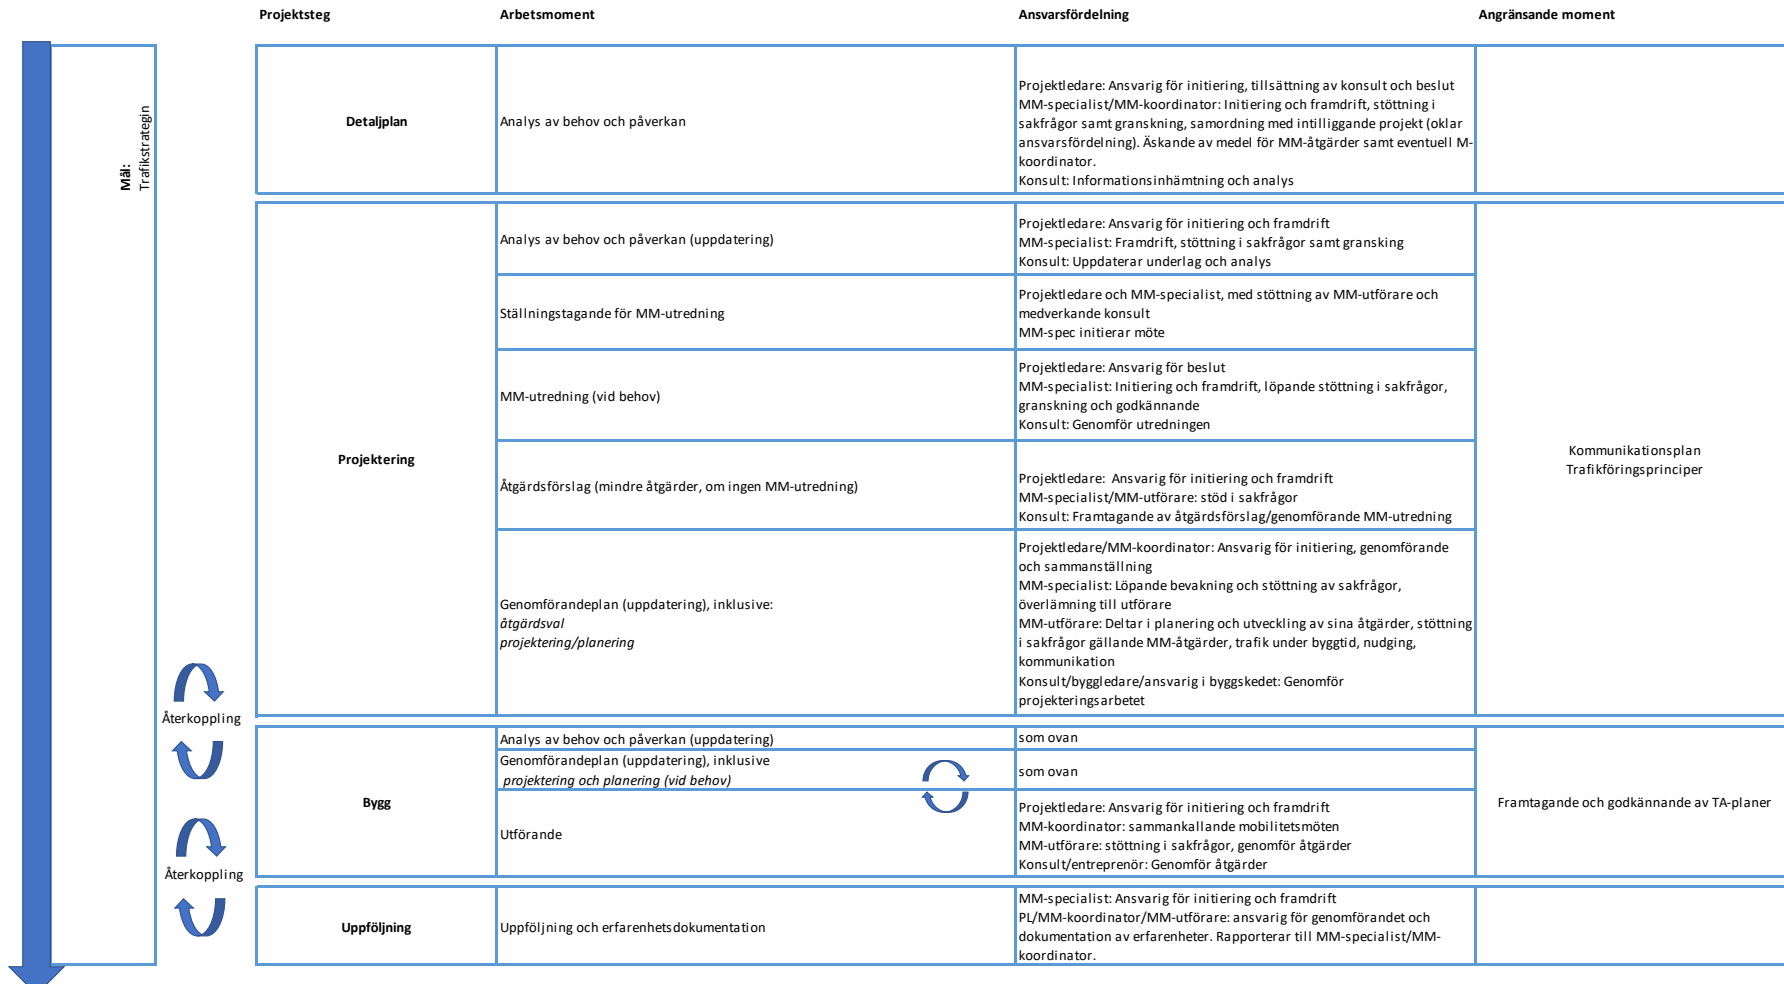 Projektsteg
Arbetsmoment
Ansvarsfördelning
Angränsande moment
Mål:
Trafikstrategin
Detaljplan
Analys av behov och påverkan
Projektledare: Ansvarig för initiering, tillsättning av konsult och beslut
MM-specialist/MM-koordinator: Initiering och framdrift, stöttning i
sakfrågor samt granskning, samordning med intilliggande projekt (oklar
ansvarsfördelning). Äskande av medel för MM-åtgärder samt eventuell M-
koordinator.
Konsult: Informationsinhämtning och analys
Projektering
Analys av behov och påverkan (uppdatering)
Projektledare: Ansvarig för initiering och framdrift
MM-specialist: Framdrift, stöttning i sakfrågor samt gransking
Konsult: Uppdaterar underlag och analys
Ställningstagande för MM-utredning
Projektledare och MM-specialist, med stöttning av MM-utförare och
medverkande konsult
MM-spec initierar möte
MM-utredning (vid behov)
Projektledare: Ansvarig för beslut
MM-specialist: Initiering och framdrift, löpande stöttning i sakfrågor,
granskning och godkännande
Konsult: Genomför utredningen
Åtgärdsförslag (mindre åtgärder, om ingen MM-utredning)
Projektledare: Ansvarig för initiering och framdrift
MM-specialist/MM-utförare: stöd i sakfrågor
Konsult: Framtagande av åtgärdsförslag/genomförande MM-utredning
Genomförandeplan (uppdatering), inklusive:
åtgärdsval
projektering/planering
Projektledare/MM-koordinator: Ansvarig för initiering, genomförande
och sammanställning
MM-specialist: Löpande bevakning och stöttning av sakfrågor,
överlämning till utförare
MM-utförare: Deltar i planering och utveckling av sina åtgärder, stöttning
i sakfrågor gällande MM-åtgärder, trafik under byggtid, nudging,
kommunikation
Konsult/byggledare/ansvarig i byggskedet: Genomför
projekteringsarbetet
Kommunikationsplan
Trafikföringsprinciper
Återkoppling
Bygg
Analys av behov och påverkan (uppdatering)
som ovan
Genomförandeplan (uppdatering), inklusive
projektering och planering (vid behov)
som ovan
Utförande
Projektledare: Ansvarig för initiering och framdrift
MM-koordinator: sammankallande mobilitetsmöten
MM-utförare: stöttning i sakfrågor, genomför åtgärder
Konsult/entreprenör: Genomför åtgärder
Framtagande och godkännande av TA-planer
Återkoppling
Uppföljning
Uppföljning och erfarenhetsdokumentation
MM-specialist: Ansvarig för initiering och framdrift
PL/MM-koordinator/MM-utförare: ansvarig för genomförandet och
dokumentation av erfarenheter. Rapporterar till MM-specialist/MM-
koordinator.